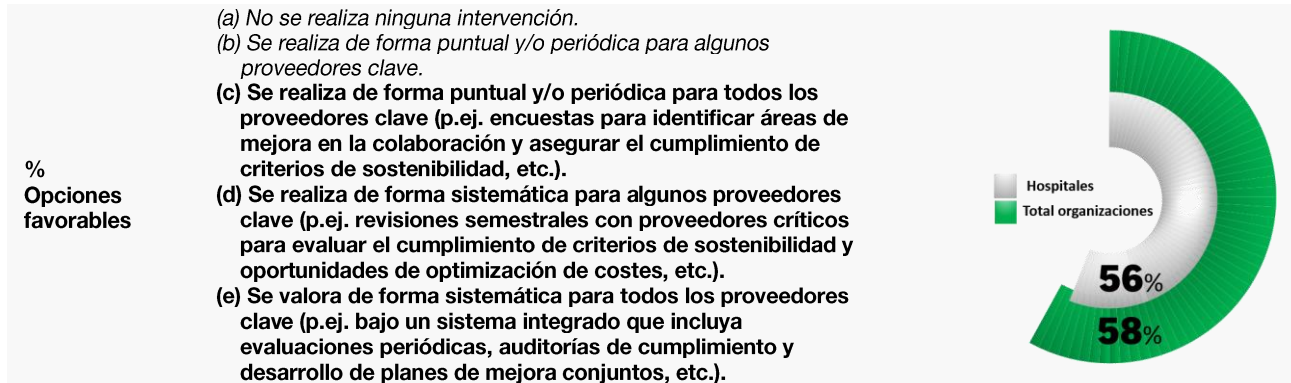 (a) No se realiza ninguna intervención.
(b) Se realiza de forma puntual y/o periódica para algunos
proveedores clave.
(c) Se realiza de forma puntual y/o periódica para todos los
proveedores clave (p.ej. encuestas para identificar áreas de
mejora en la colaboración y asegurar el cumplimiento de
criterios de sostenibilidad, etc.).
(d) Se realiza de forma sistemática para algunos proveedores
clave (p.ej. revisiones semestrales con proveedores críticos
para evaluar el cumplimiento de criterios de sostenibilidad y
oportunidades de optimización de costes, etc.).
(e) Se valora de forma sistemática para todos los proveedores
clave (p.ej. bajo un sistema integrado que incluya
evaluaciones periódicas, auditorías de cumplimiento y
desarrollo de planes de mejora conjuntos, etc.).
%
Opciones
favorables
Hospitales
Total organizaciones
56%
58%